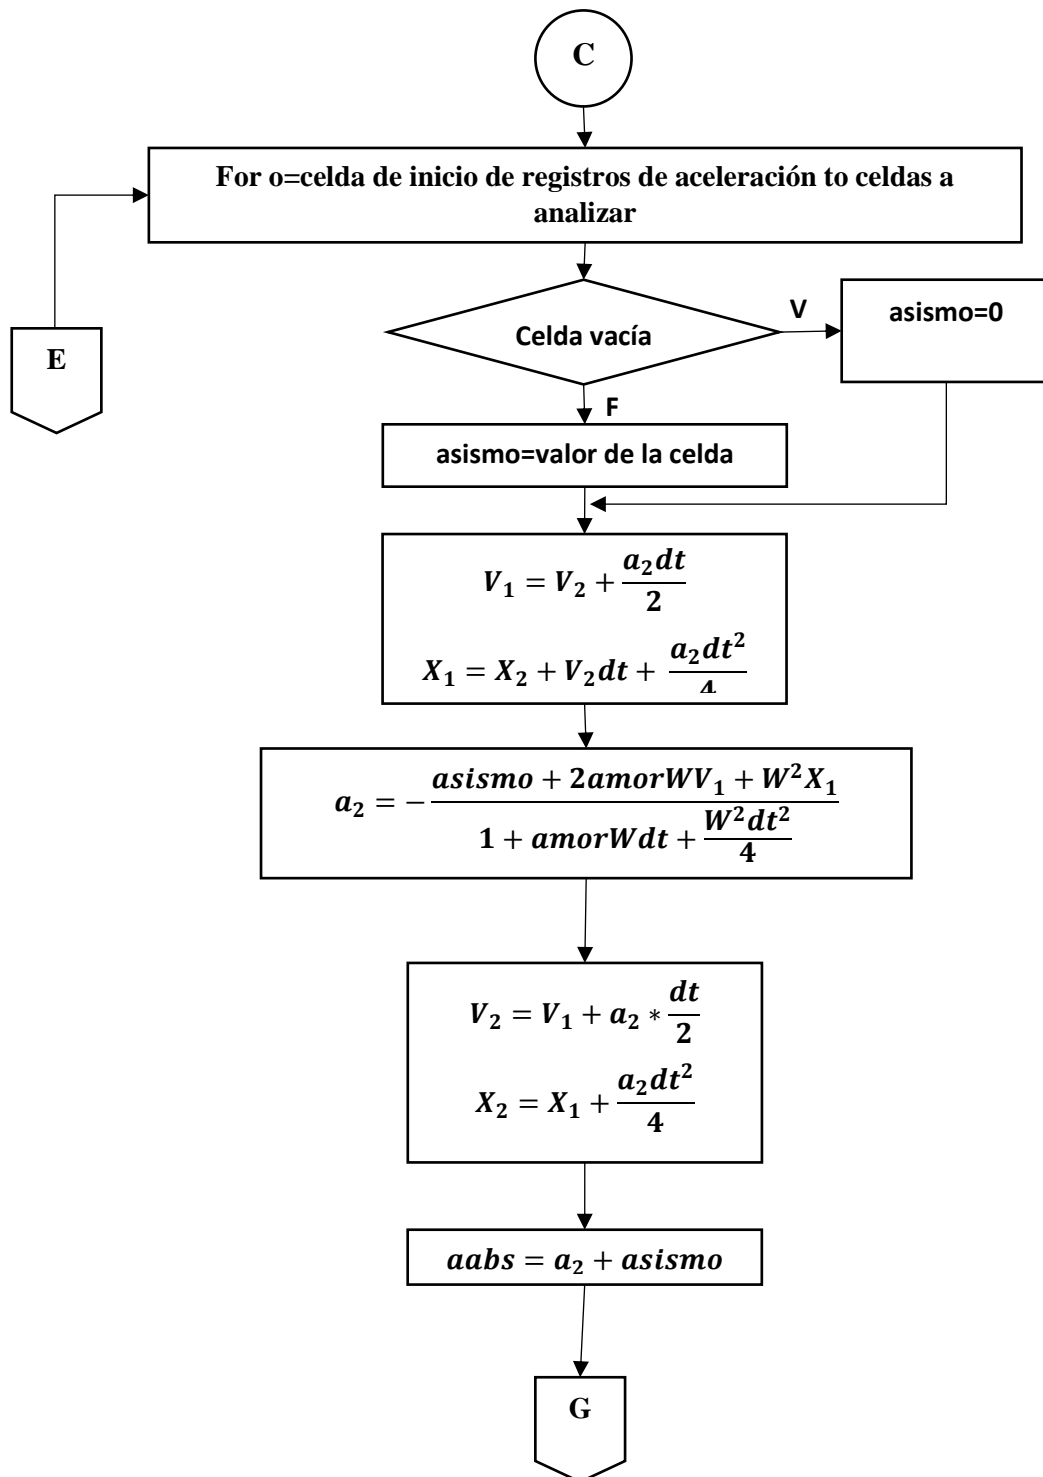 C
For o=celda de inicio de registros de aceleración to celdas a
analizar
V
asismo=0
Celda vacía
E
F
asismo=valor de la celda
V₁ = V₂ + a₂dt/2
X₁ = X₂ + V₂dt + a₂dt²/4
a₂ = − (asismo + 2amorWV₁ + W²X₁)/(1 + amorWdt + W²dt²/4)
V₂ = V₁ + a₂ * dt/2
X₂ = X₁ + a₂dt²/4
aabs = a₂ + asismo
G